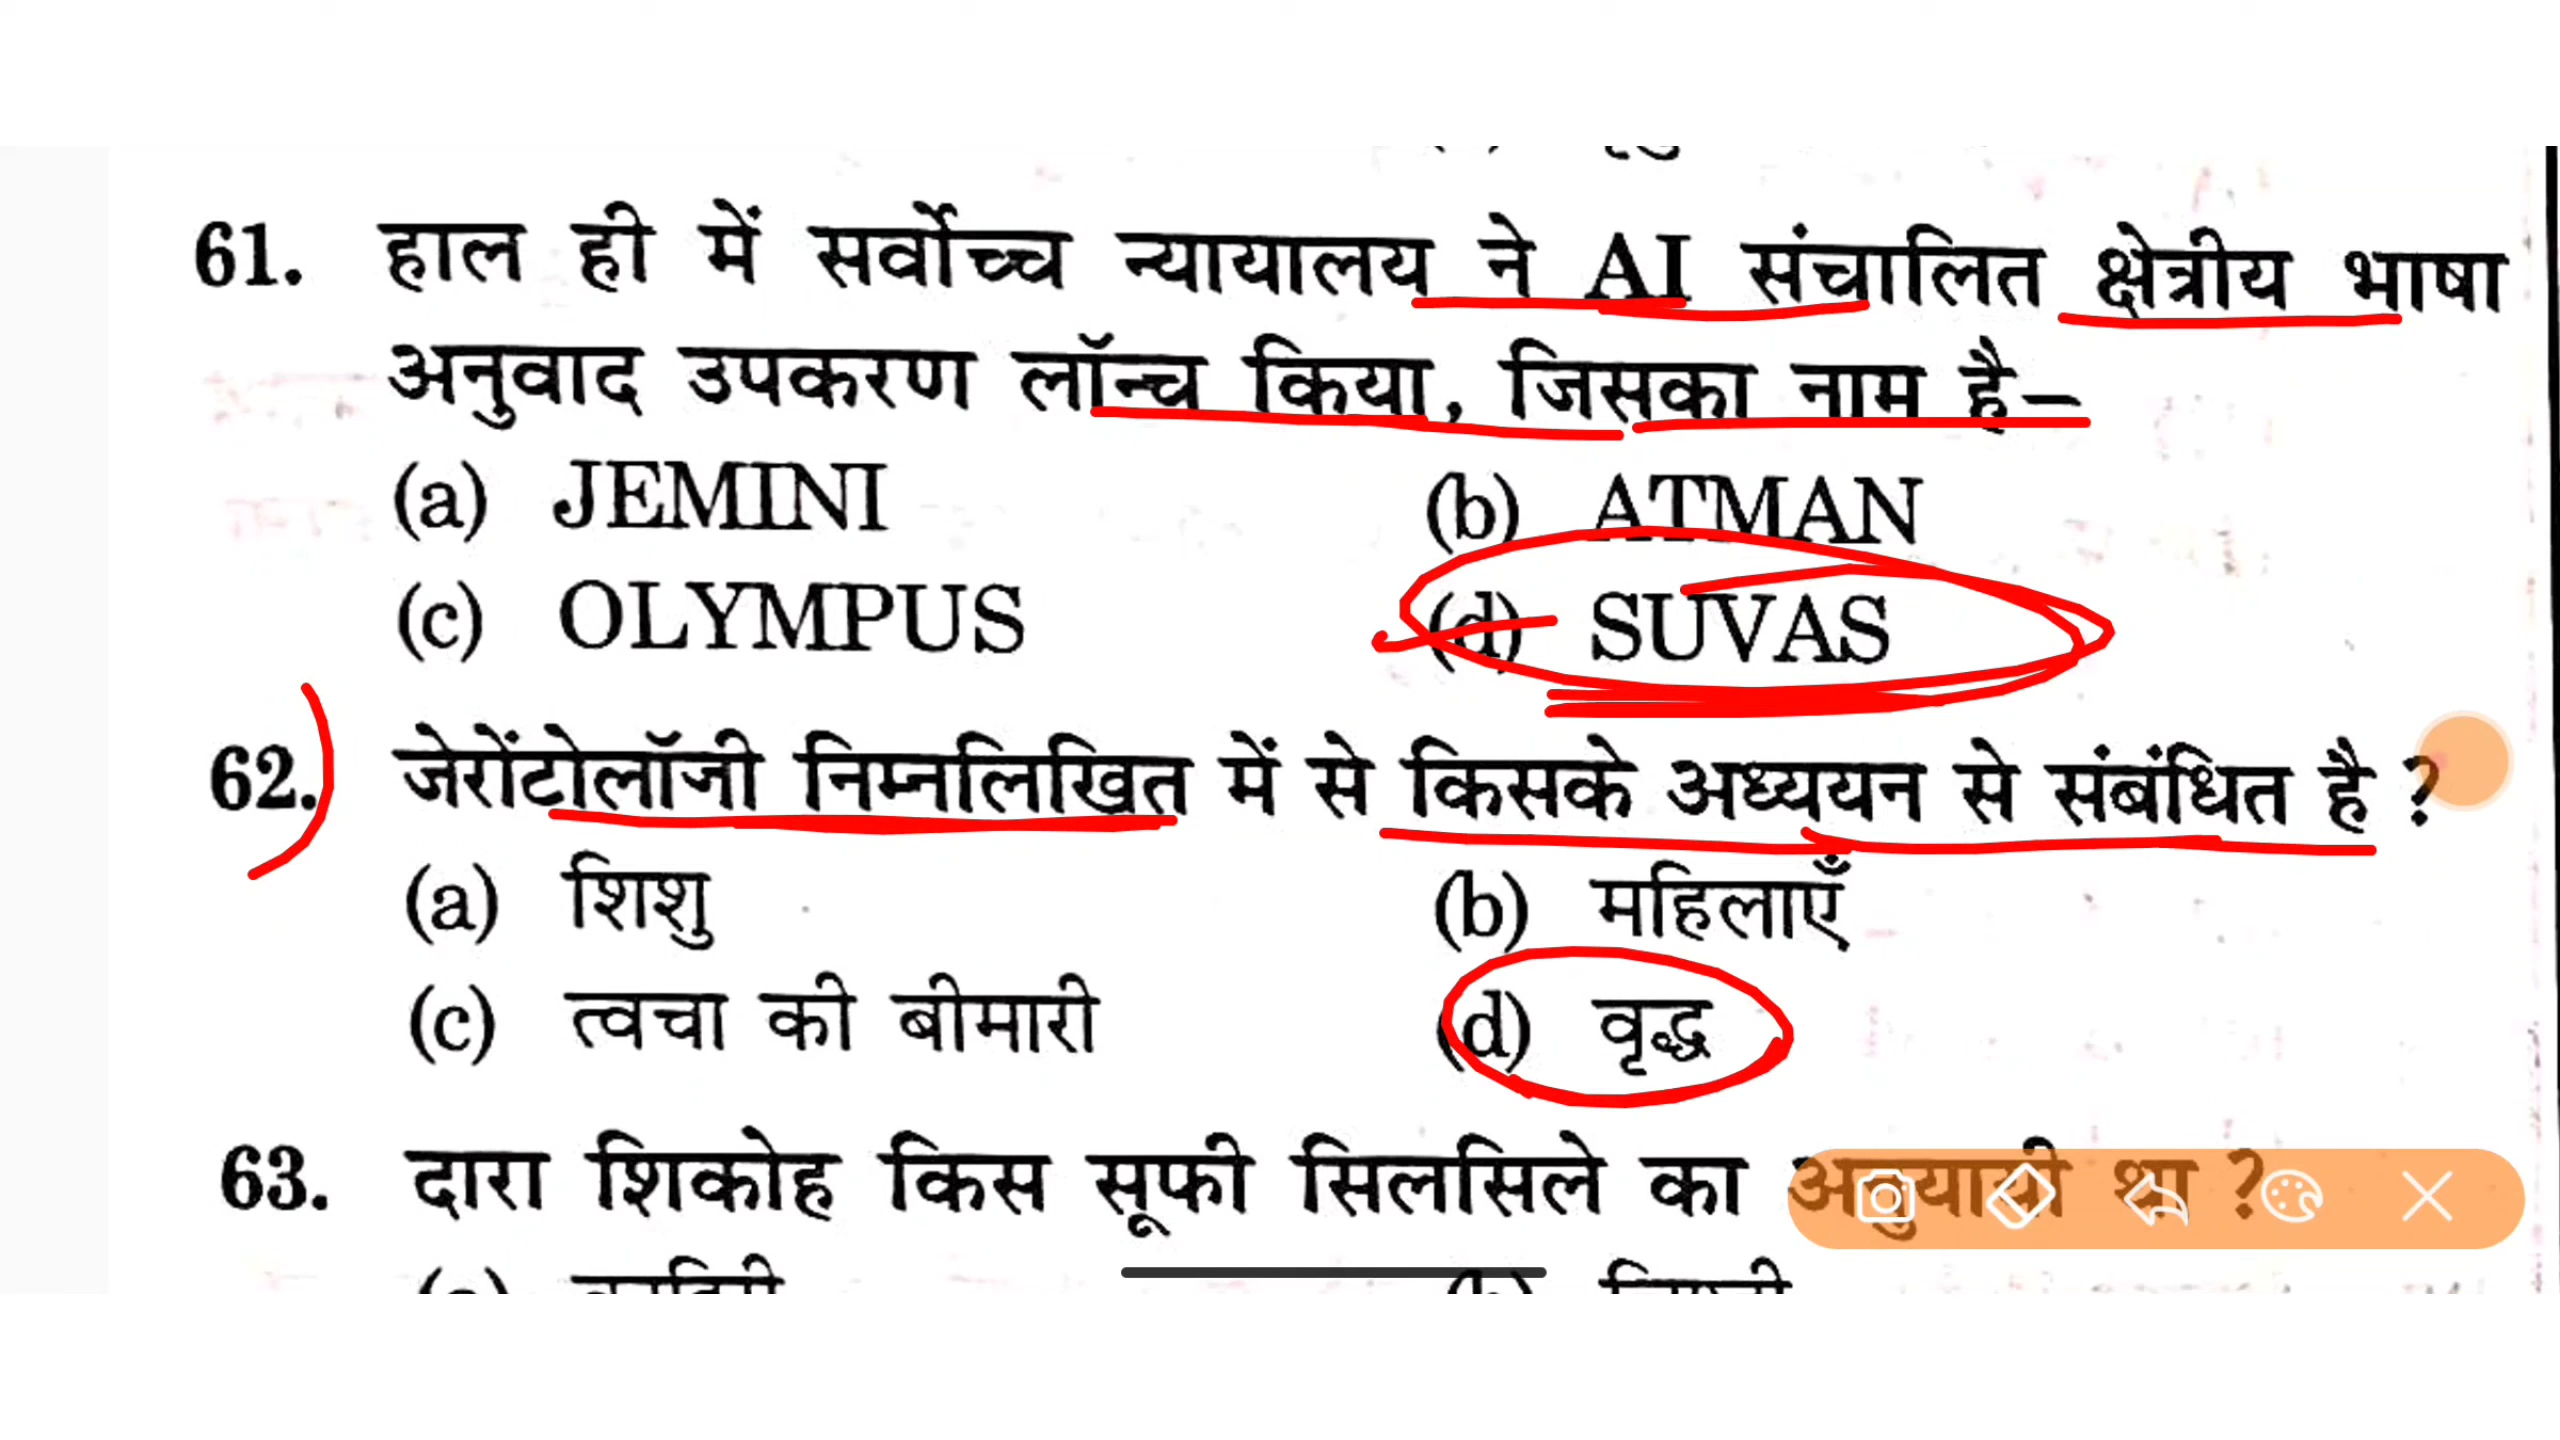 61. हाल ही में सर्वोच्च न्यायालय ने AI संचालित क्षेत्रीय भाषा
अनुवाद उपकरण लॉन्च किया, जिसका नाम है–
(a) JEMINI (b) ATMAN
(c) OLYMPUS (d) SUVAS
62. जेरोंटोलॉजी निम्नलिखित में से किसके अध्ययन से संबंधित है ?
(a) शिशु (b) महिलाएँ
(c) त्वचा की बीमारी (d) वृद्ध
63. दारा शिकोह किस सूफी सिलसिले का अनुयायी था ?